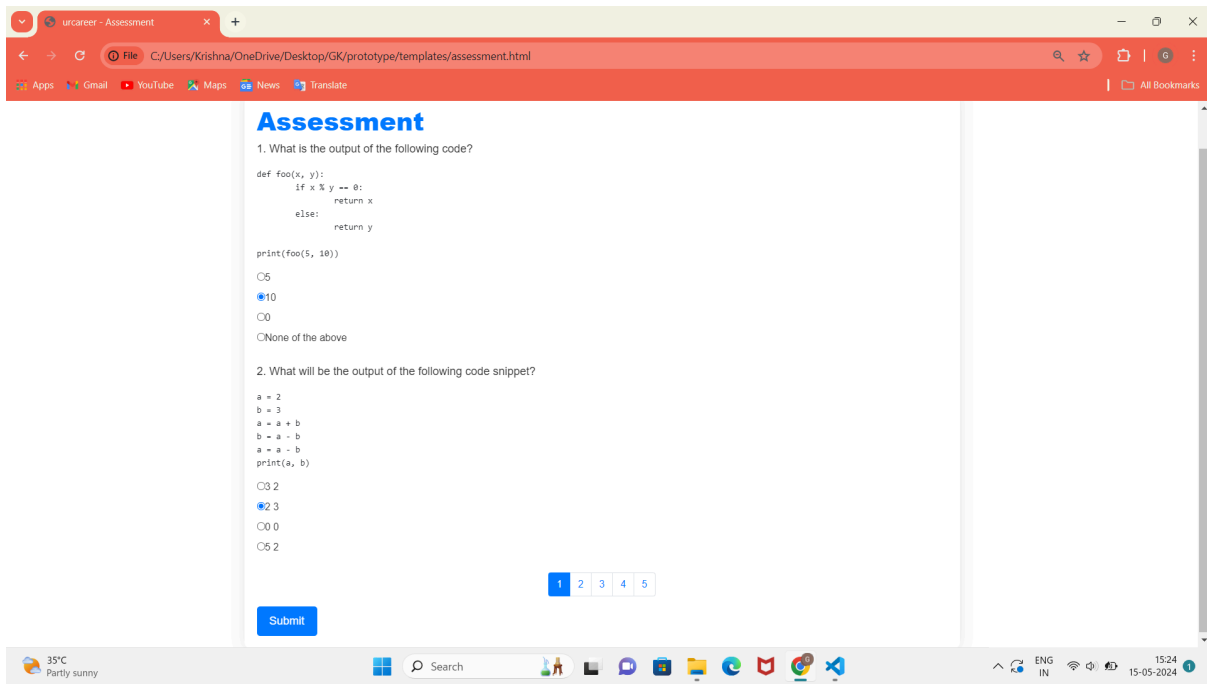 urcareer - Assessment
File C:/Users/Krishna/OneDrive/Desktop/GK/prototype/templates/assessment.html
G
Apps Gmail YouTube Maps GE News Translate
All Bookmarks
Assessment
1. What is the output of the following code?
def foo(x, y):
if x % y == 0:
return x
else:
return y
print(foo(5, 10))
5
10
0
None of the above
2. What will be the output of the following code snippet?
a = 2
b = 3
a = a + b
b = a - b
a = a - b
print(a, b)
3 2
2 3
0 0
5 2
1 2 3 4 5
Submit
35°C
Partly sunny
Search
ENG
IN
15:24
15-05-2024
1